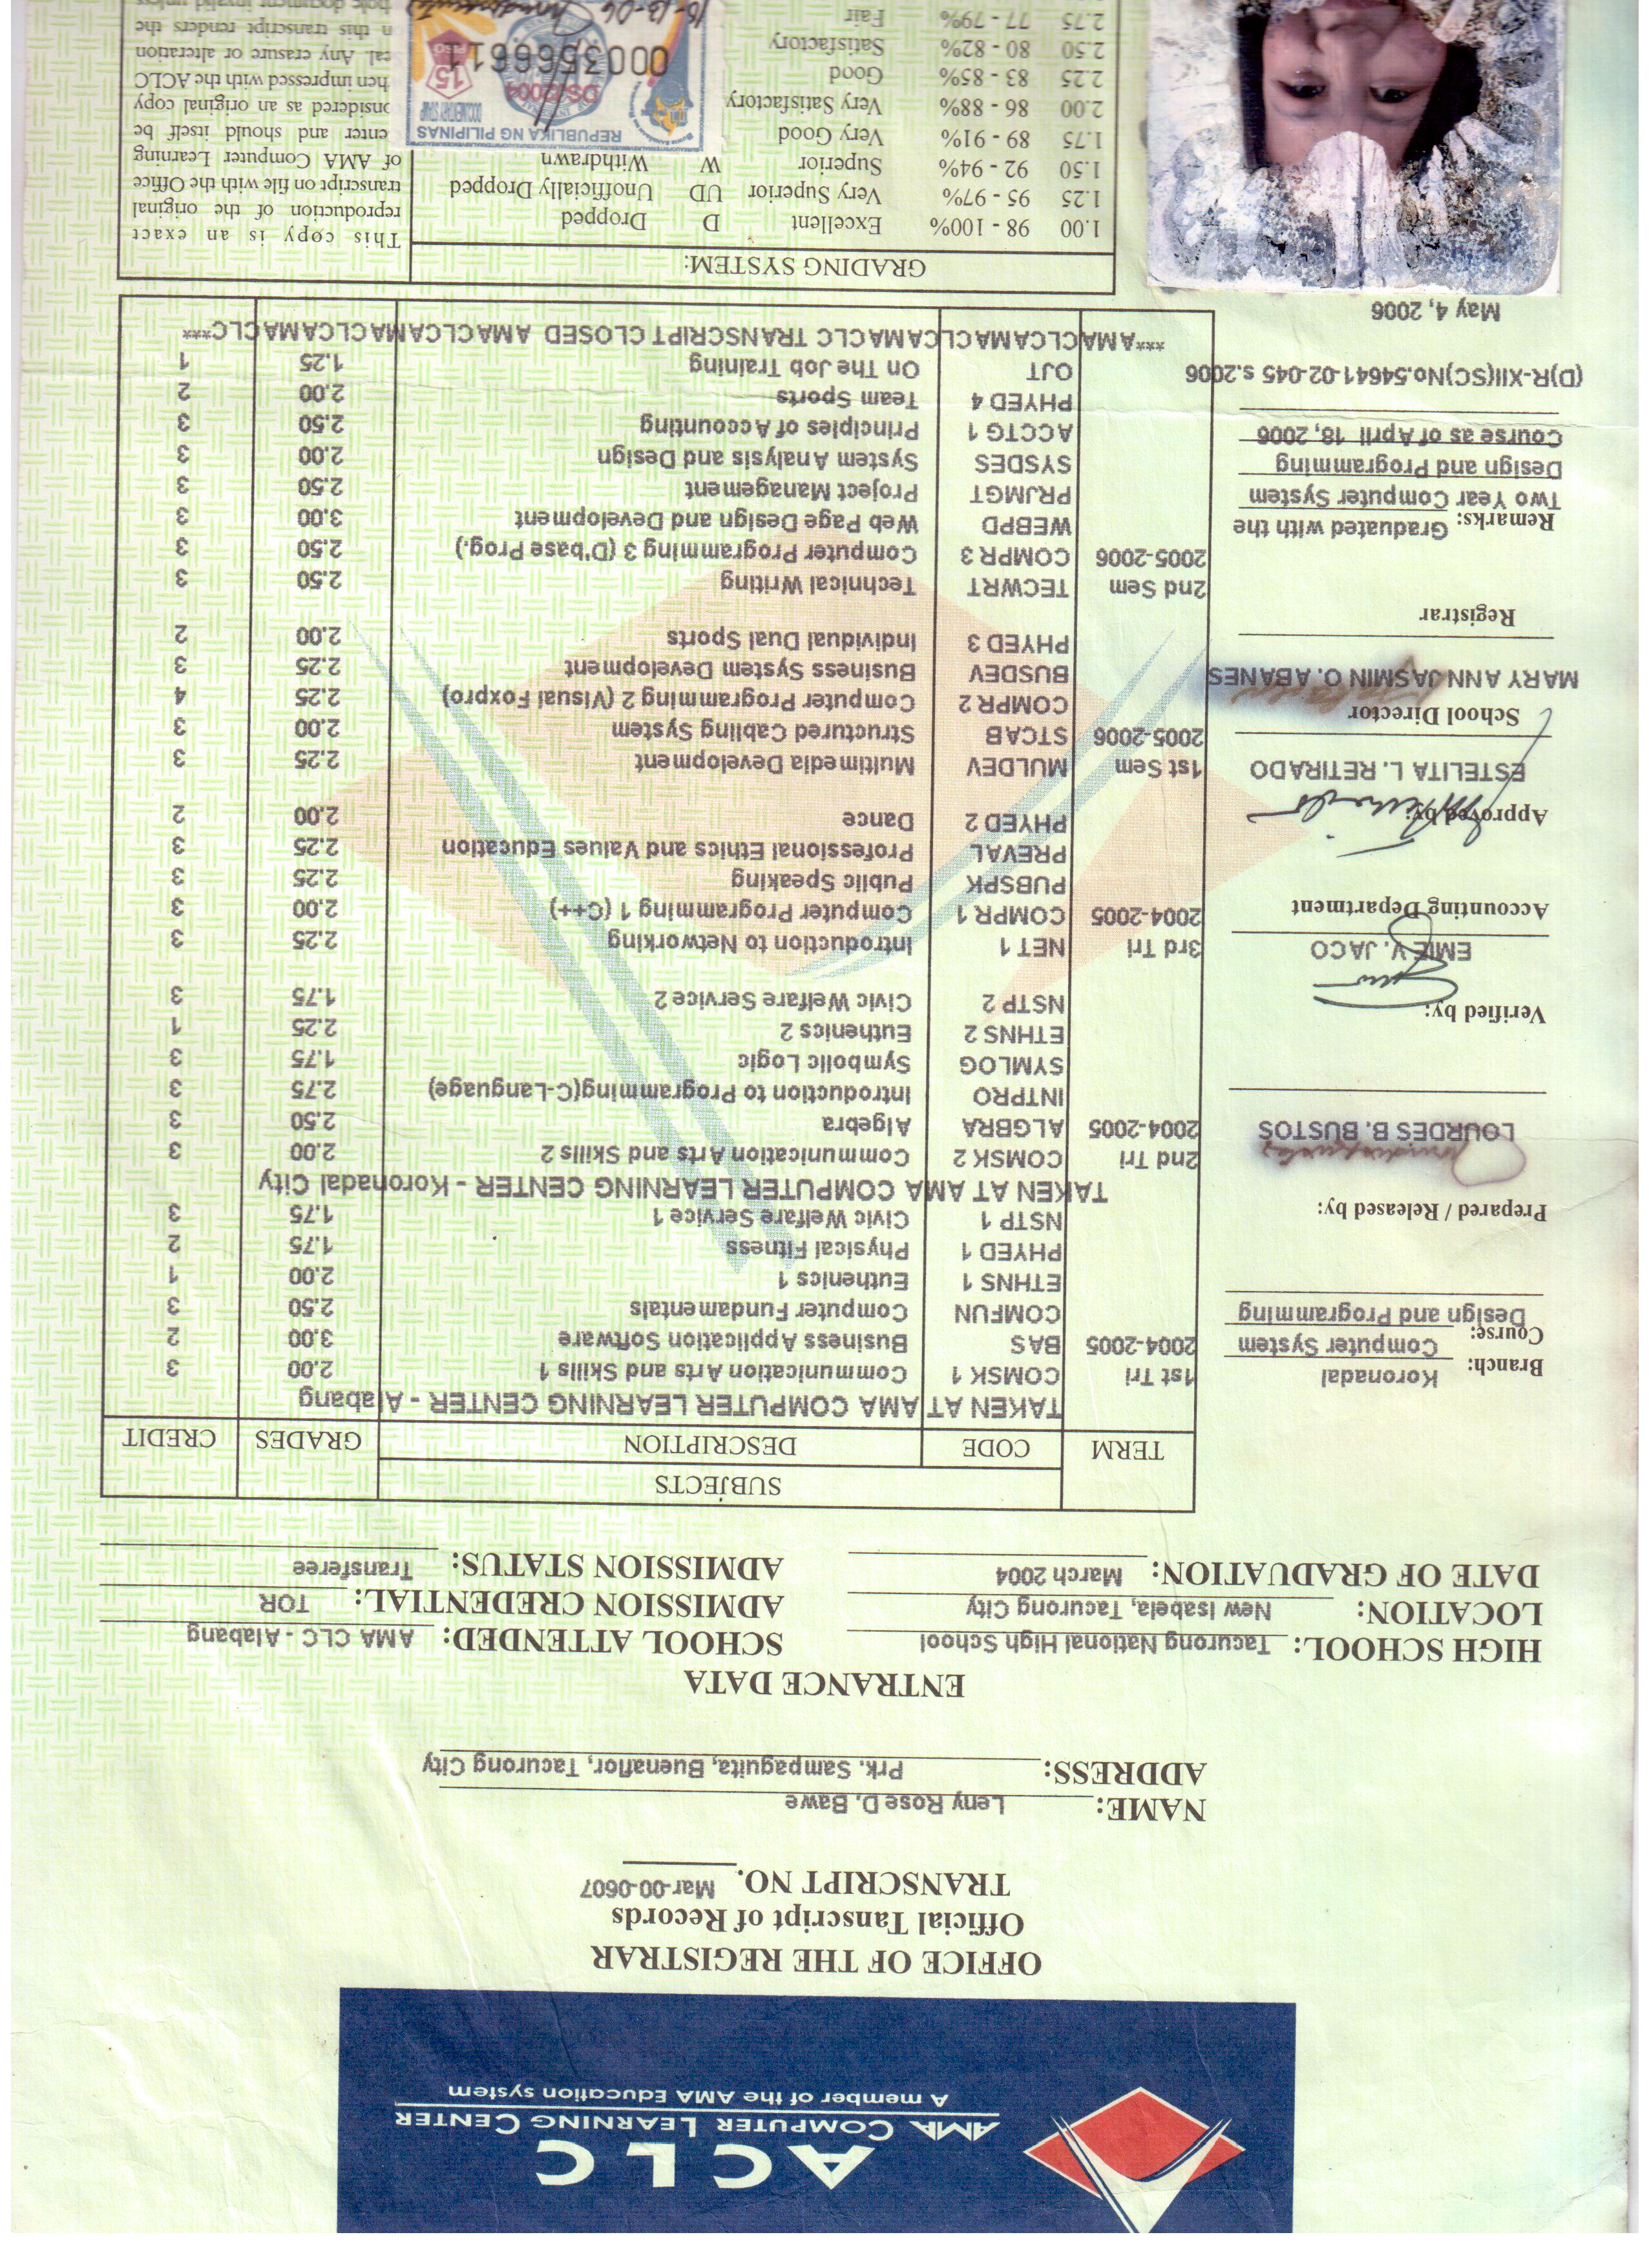 ACLC
AMA COMPUTER LEARNING CENTER
A member of the AMA Education system
OFFICE OF THE REGISTRAR
Official Tanscript of Records
TRANSCRIPT NO. Mar-00-0607
NAME: Leny Rose D. Bawe
ADDRESS: Prk. Sampaguita, Buenaflor, Tacurong City
ENTRANCE DATA
HIGH SCHOOL: Tacurong National High School
LOCATION: New Isabela, Tacurong City
DATE OF GRADUATION: March 2004
SCHOOL ATTENDED: AMA CLC - Alabang
ADMISSION CREDENTIAL: TOR
ADMISSION STATUS: Transferee
Branch: Koronadal
Course: Computer System
Design and Programming
Prepared / Released by:
LOURDES B. BUSTOS
Verified by:
EMIE V. JACO
Accounting Department
Approved by:
ESTELITA L. RETIRADO
School Director
MARY ANN JASMIN O. ABANES
Registrar
Remarks: Graduated with the
Two Year Computer System
Design and Programming
Course as of April 18, 2006
(D)R-XII(SC)No.54641-02-045 s.2006
May 4, 2006
SUBJECTS
TERM CODE DESCRIPTION GRADES CREDIT
TAKEN AT AMA COMPUTER LEARNING CENTER - Alabang
1st Tri COMSK 1 Communication Arts and Skills 1 2.00 3
2004-2005 BAS Business Application Software 3.00 2
COMFUN Computer Fundamentals 2.50 3
ETHNS 1 Euthenics 1 2.00 1
PHYED 1 Physical Fitness 1.75 2
NSTP 1 Civic Welfare Service 1 1.75 3
TAKEN AT AMA COMPUTER LEARNING CENTER - Koronadal City
2nd Tri COMSK 2 Communication Arts and Skills 2 2.00 3
2004-2005 ALGBRA Algebra 2.50 3
INTPRO Introduction to Programming(C-Language) 2.75 3
SYMLOG Symbolic Logic 1.75 3
ETHNS 2 Euthenics 2 2.25 1
NSTP 2 Civic Welfare Service 2 1.75 3
3rd Tri NET 1 Introduction to Networking 2.25 3
2004-2005 COMPR 1 Computer Programming 1 (C++) 2.00 3
PUBSPK Public Speaking 2.25 3
PREVAL Professional Ethics and Values Education 2.25 3
PHYED 2 Dance 2.00 2
1st Sem MULDEV Multimedia Development 2.25 3
2005-2006 STCAB Structured Cabling System 2.00 3
COMPR 2 Computer Programming 2 (Visual Foxpro) 2.25 4
BUSDEV Business System Development 2.25 3
PHYED 3 Individual Dual Sports 2.00 2
2nd Sem TECWRT Technical Writing 2.50 3
2005-2006 COMPR 3 Computer Programming 3 (D'base Prog.) 2.50 3
WEBPD Web Page Design and Development 3.00 3
PRJMGT Project Management 2.50 3
SYSDES System Analysis and Design 2.00 3
ACCTG 1 Principles of Accounting 2.50 3
PHYED 4 Team Sports 2.00 2
OJT On The Job Training 1.25 1
***AMACLCAMACLCAMACLC TRANSCRIPT CLOSED AMACLCAMACLCAMACLC***
GRADING SYSTEM:
1.00 98 - 100% Excellent D Dropped
1.25 95 - 97% Very Superior UD Unofficially Dropped
1.50 92 - 94% Superior W Withdrawn
1.75 89 - 91% Very Good
2.00 86 - 88% Very Satisfactory
2.25 83 - 85% Good
2.50 80 - 82% Satisfactory
2.75 77 - 79% Fair
REPUBLIKA NG PILIPINAS
DOCUMENTARY STAMP
DS/2004
15
PISO
0003566611
This copy is an exact
reproduction of the original
transcript on file with the Office
of AMA Computer Learning
enter and should itself be
onsidered as an original copy
hen impressed with the ACLC
cal. Any erasure or alteration
n this transcript renders the
hole document invalid unless